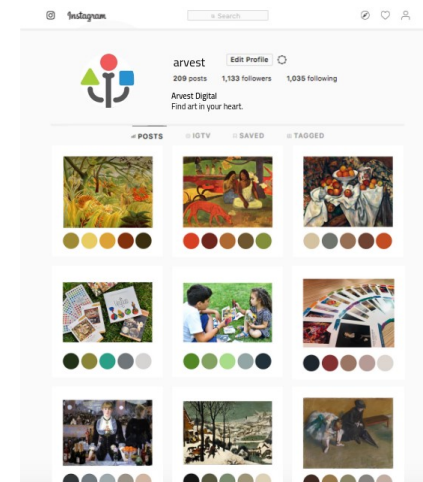 Instagram
Search
arvest
Edit Profile
209 posts 1,133 followers 1,035 following
Arvest Digital
Find art in your heart.
POSTS IGTV SAVED TAGGED